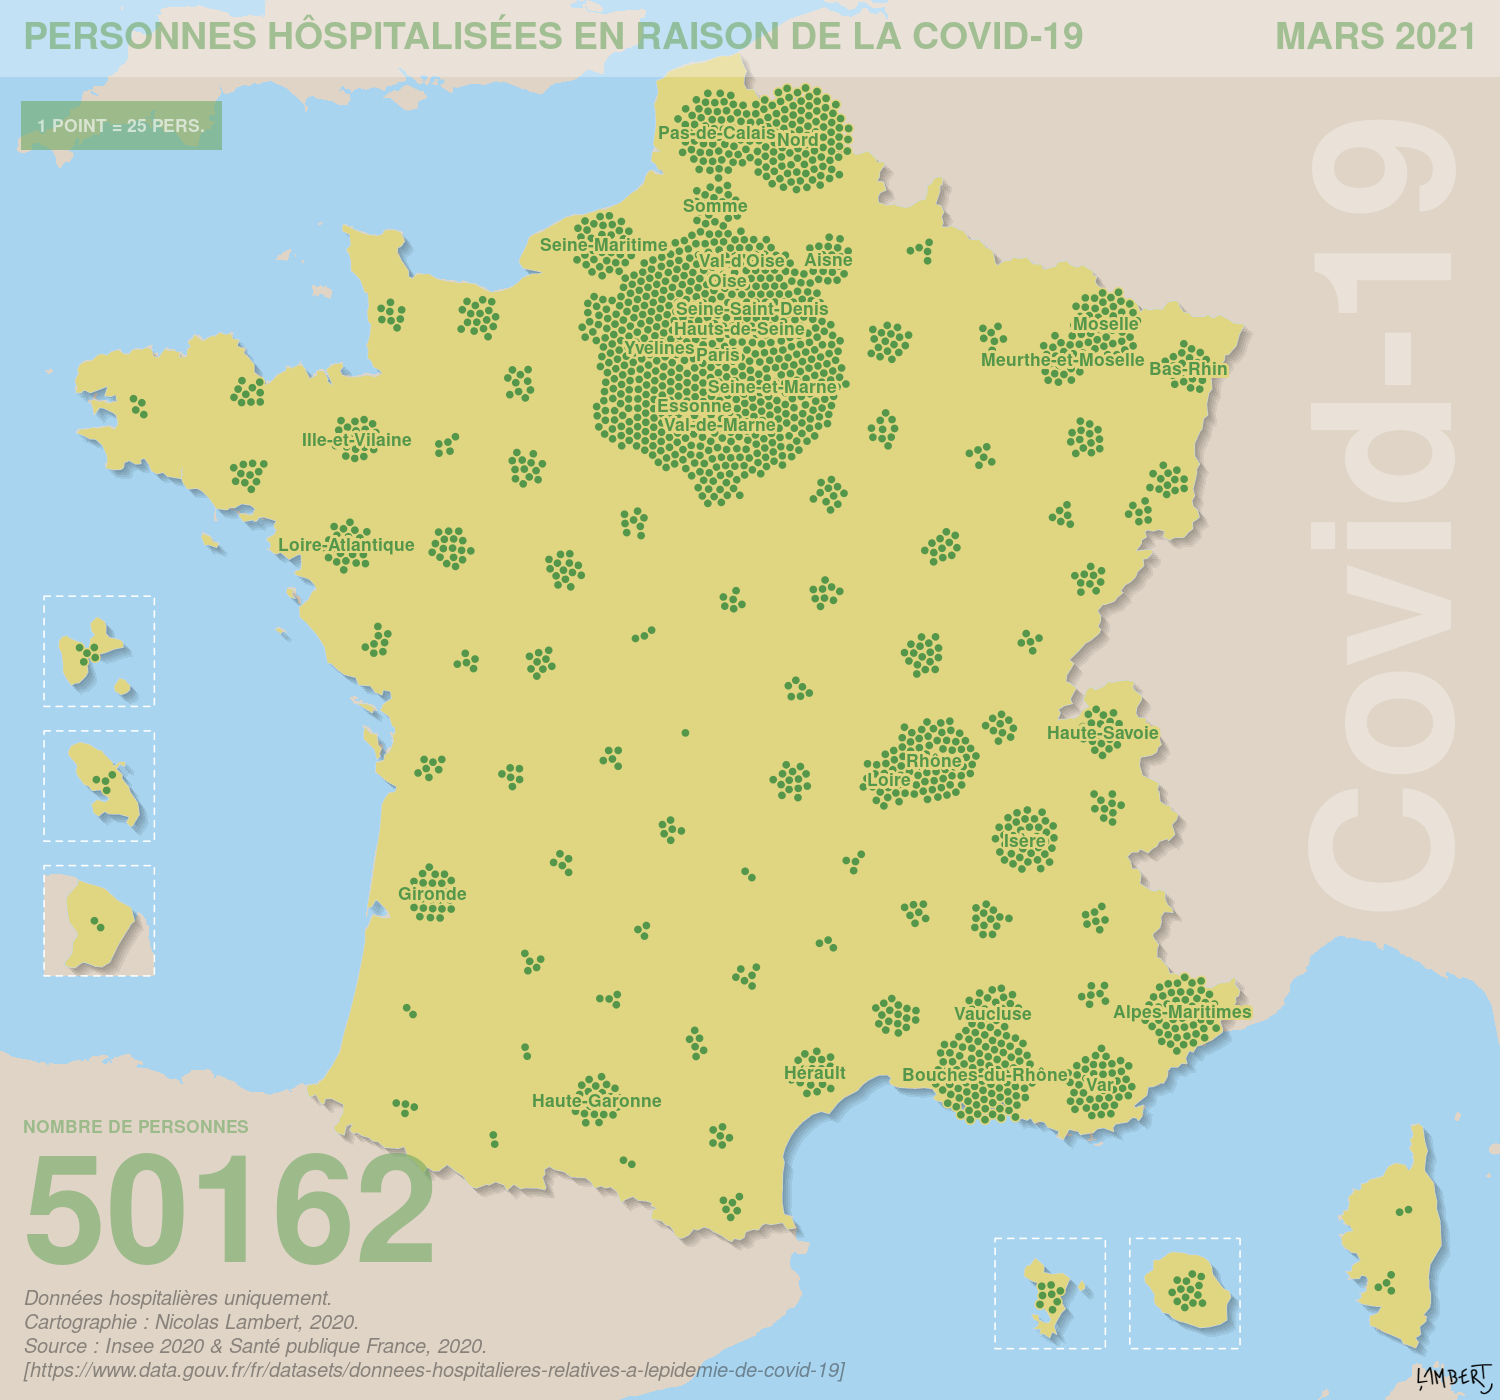 PERSONNES HÔSPITALISÉES EN RAISON DE LA COVID-19
MARS 2021
1 POINT = 25 PERS.
Covid-19
Pas-de-Calais
Nord
Somme
Seine-Maritime
Val-d'Oise
Aisne
Oise
Seine-Saint-Denis
Hauts-de-Seine
Yvelines
Paris
Seine-et-Marne
Essonne
Val-de-Marne
Moselle
Meurthe-et-Moselle
Bas-Rhin
Ille-et-Vilaine
Loire-Atlantique
Haute-Savoie
Rhône
Loire
Isère
Gironde
Vaucluse
Alpes-Maritimes
Hérault
Bouches-du-Rhône
Var
Haute-Garonne
NOMBRE DE PERSONNES
50162
Données hospitalières uniquement.
Cartographie : Nicolas Lambert, 2020.
Source : Insee 2020 & Santé publique France, 2020.
[https://www.data.gouv.fr/fr/datasets/donnees-hospitalieres-relatives-a-lepidemie-de-covid-19]
LAMBERT